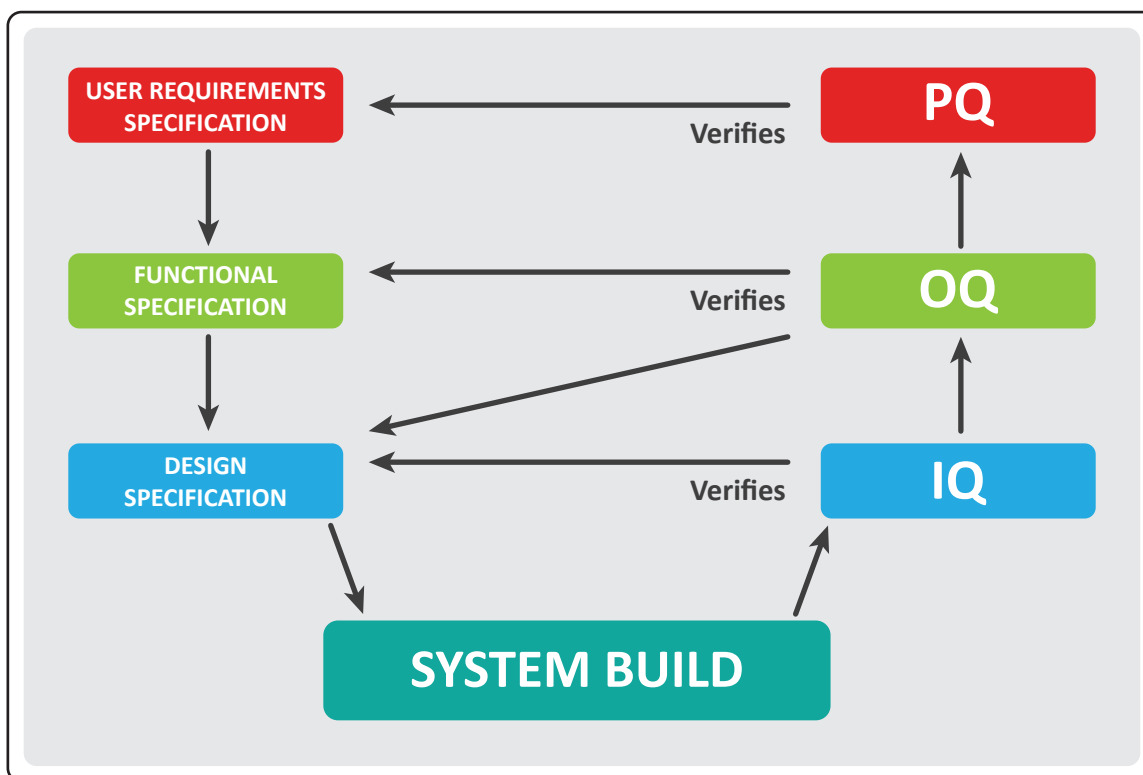 USER REQUIREMENTS
SPECIFICATION
PQ
Verifies
FUNCTIONAL
SPECIFICATION
OQ
Verifies
DESIGN
SPECIFICATION
IQ
Verifies
SYSTEM BUILD